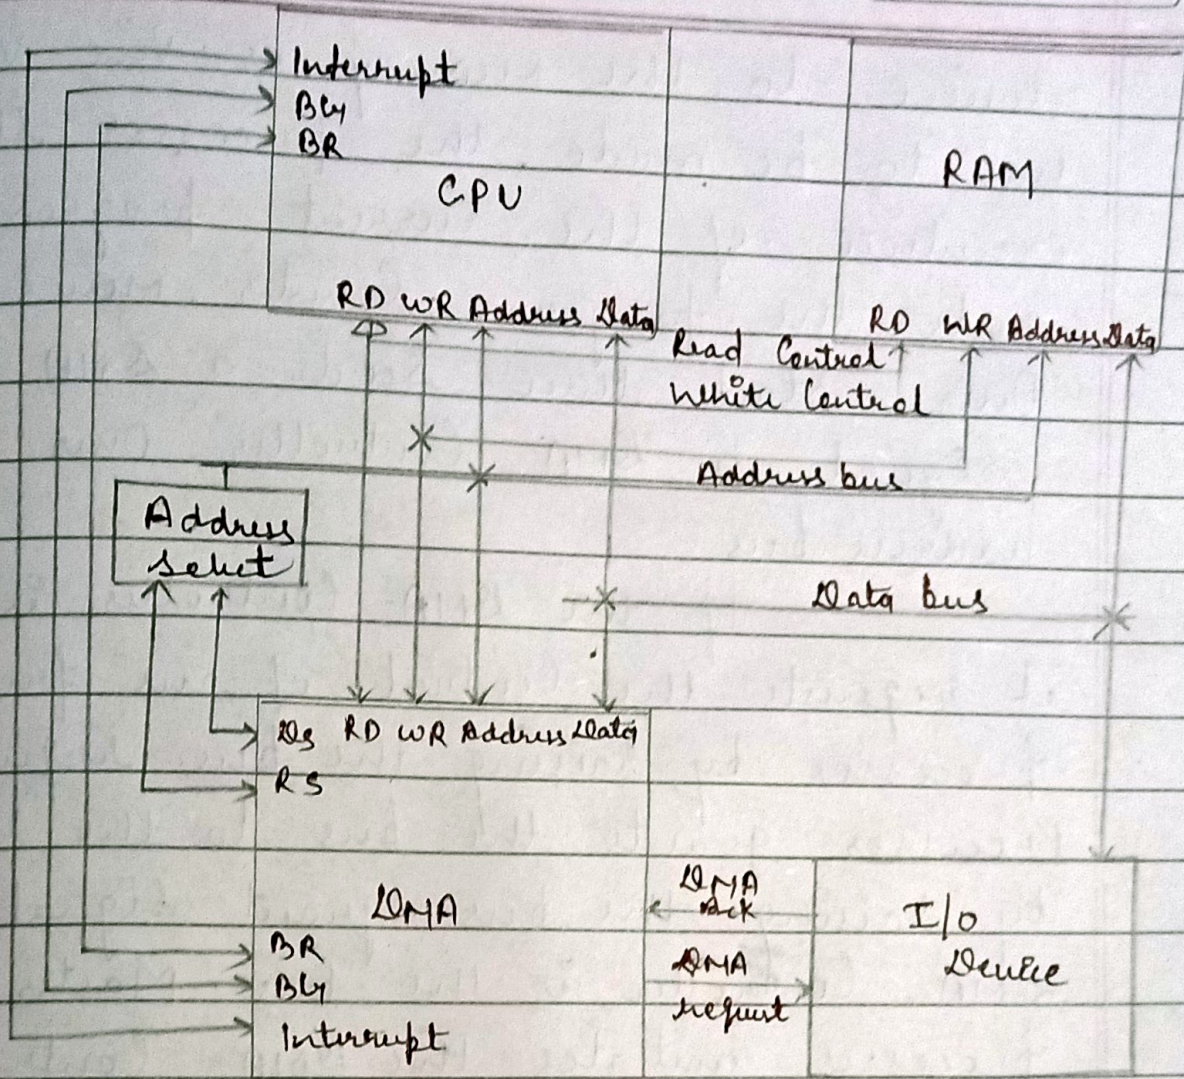 Interrupt
BG
BR
CPU
RAM
RD WR Address Data
RD WR Address Data
Read Control
Write Control
Address bus
Address
Select
Data bus
Ds RD WR Address Data
RS
DMA
BR
BG
Interrupt
DMA
Ack
DMA
request
I/O
Device